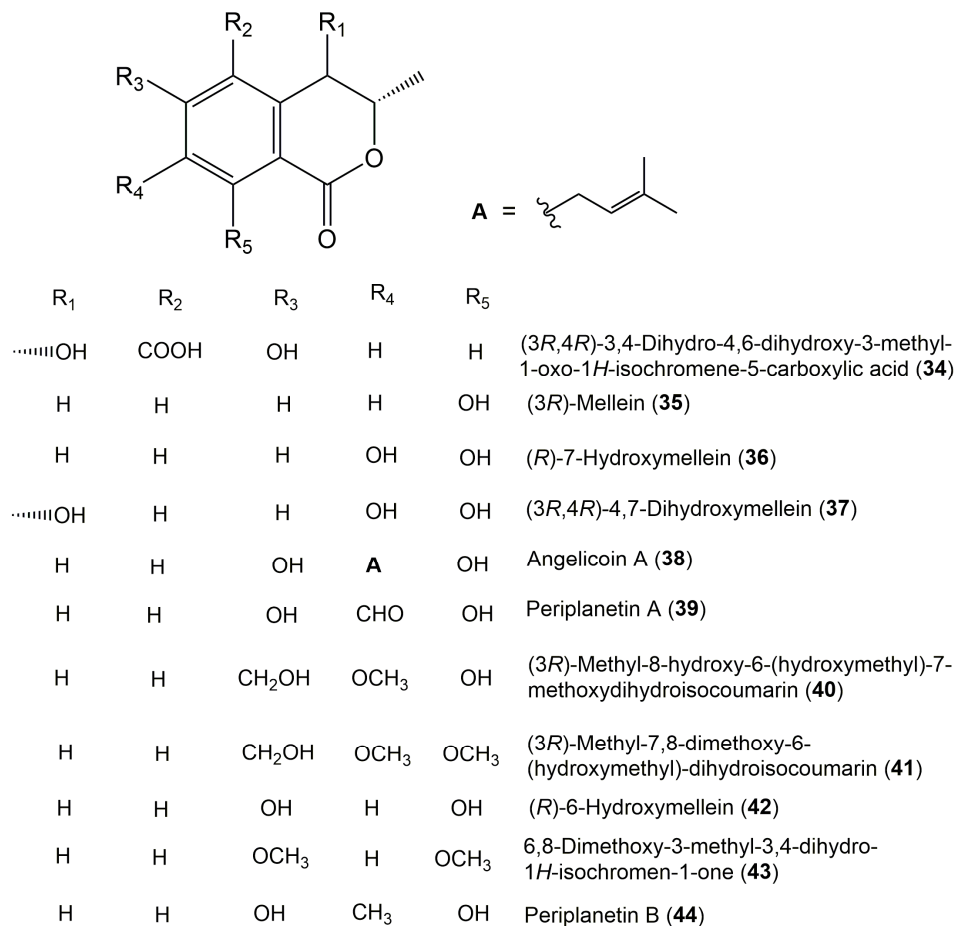 R2 R1
R3
R4
O
R5 O
A =
R1 R2 R3 R4 R5
OH COOH OH H H (3R,4R)-3,4-Dihydro-4,6-dihydroxy-3-methyl-
1-oxo-1H-isochromene-5-carboxylic acid (34)
H H H H OH (3R)-Mellein (35)
H H H OH OH (R)-7-Hydroxymellein (36)
OH H H OH OH (3R,4R)-4,7-Dihydroxymellein (37)
H H OH A OH Angelicoin A (38)
H H OH CHO OH Periplanetin A (39)
H H CH2OH OCH3 OH (3R)-Methyl-8-hydroxy-6-(hydroxymethyl)-7-
methoxydihydroisocoumarin (40)
H H CH2OH OCH3 OCH3 (3R)-Methyl-7,8-dimethoxy-6-
(hydroxymethyl)-dihydroisocoumarin (41)
H H OH H OH (R)-6-Hydroxymellein (42)
H H OCH3 H OCH3 6,8-Dimethoxy-3-methyl-3,4-dihydro-
1H-isochromen-1-one (43)
H H OH CH3 OH Periplanetin B (44)